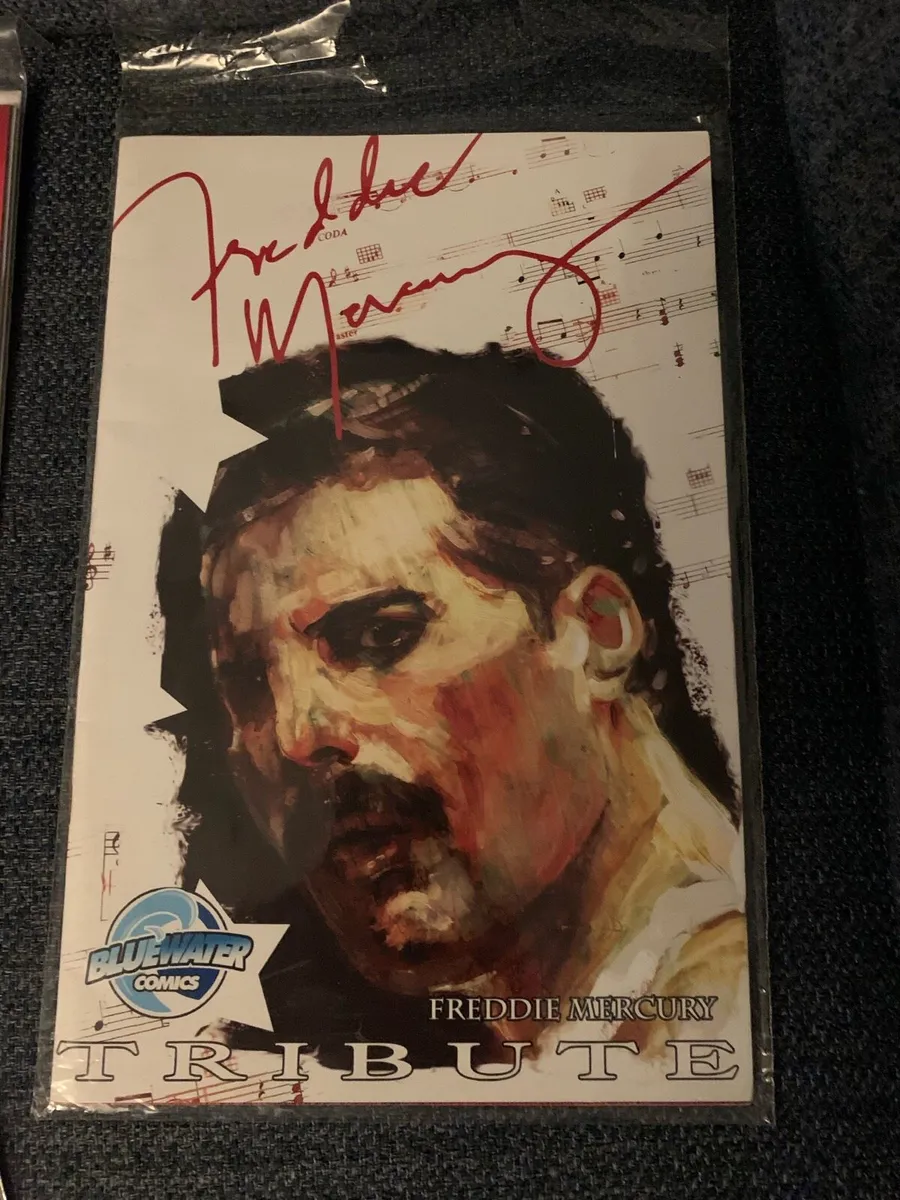 Freddie
Mercury
CODA
BLUEWATER
COMICS
FREDDIE MERCURY
TRIBUTE